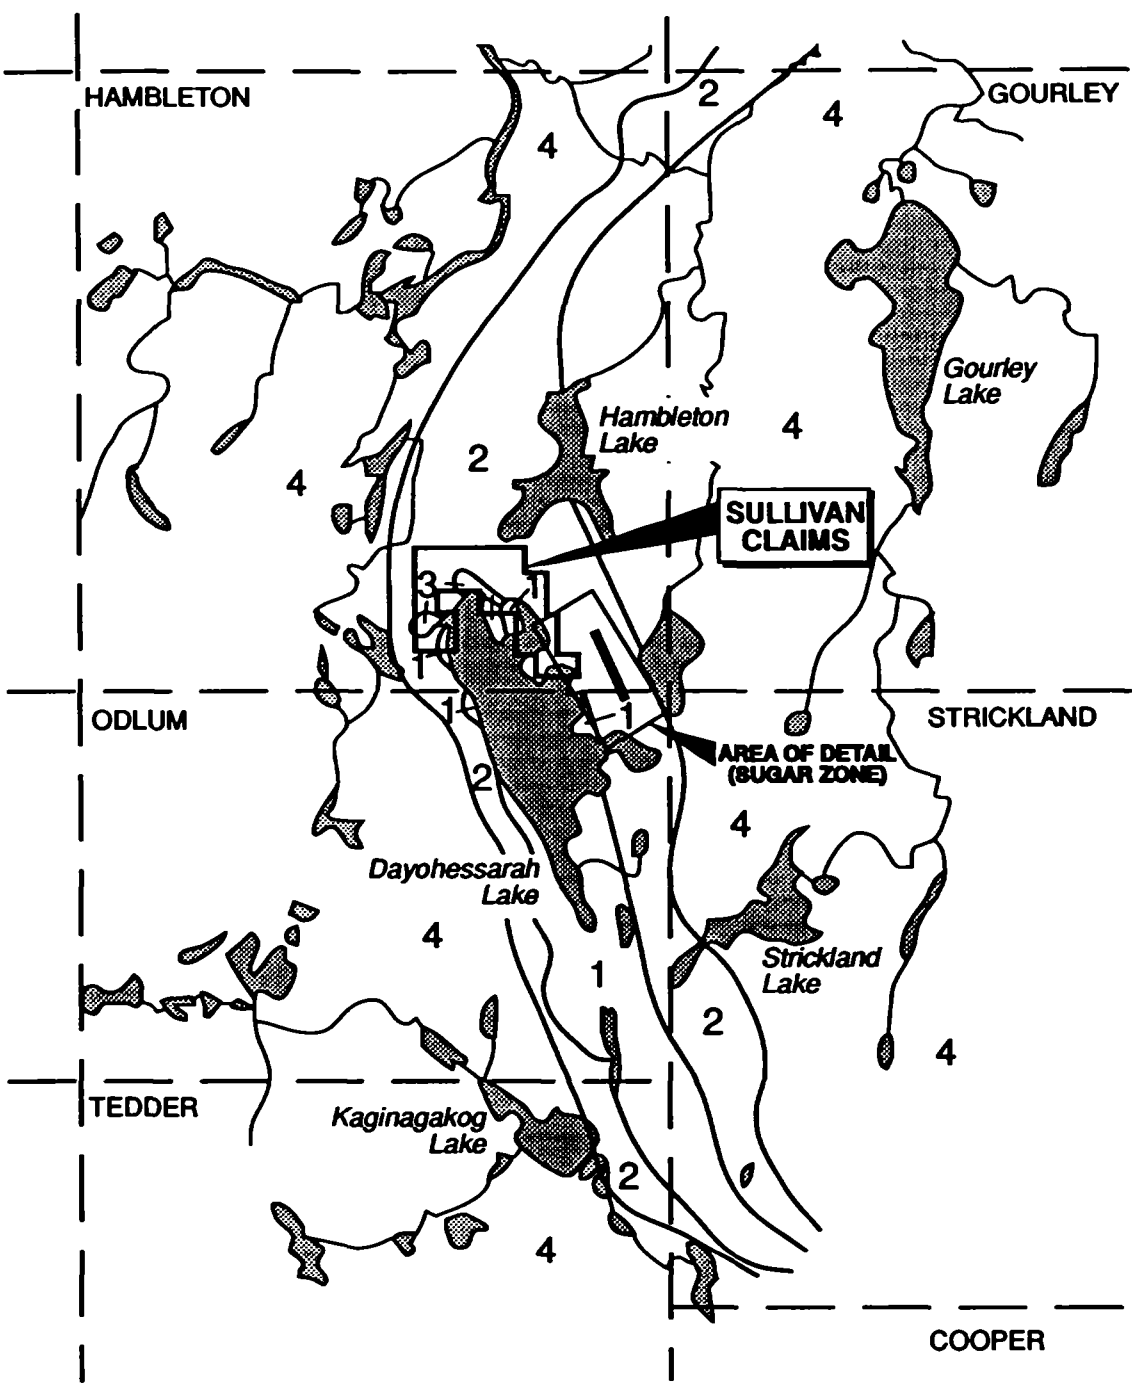 HAMBLETON
2
4
GOURLEY
4
Gourley
Lake
Hambleton
Lake
4
2
4
SULLIVAN
CLAIMS
3
1
1
ODLUM
1
1
STRICKLAND
AREA OF DETAIL
(SUGAR ZONE)
2
4
Dayohessarah
Lake
4
Strickland
Lake
1
2
4
TEDDER
Kaginagakog
Lake
2
4
COOPER